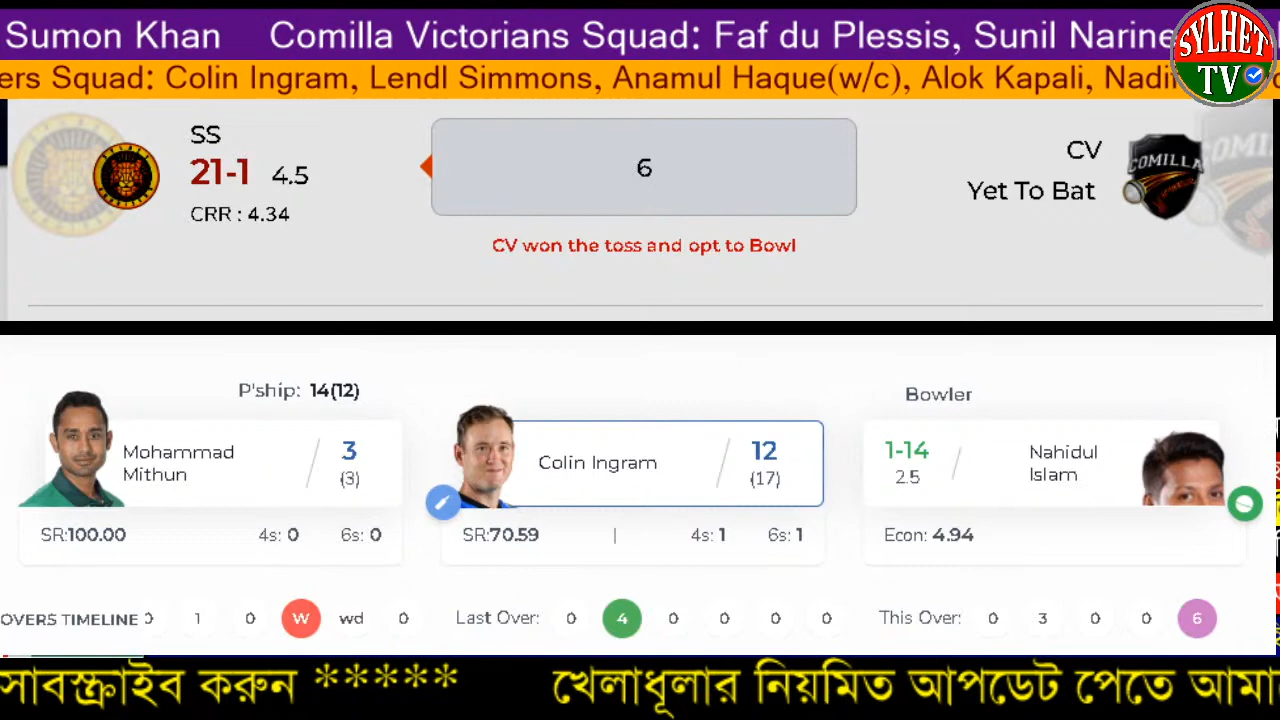 Sumon Khan Comilla Victorians Squad: Faf du Plessis, Sunil Narine
SYLHET
TV
ers Squad: Colin Ingram, Lendl Simmons, Anamul Haque(w/c), Alok Kapali,
SS
21-1 4.5
CRR : 4.34
6
CV
Yet To Bat
COMILLA
CV won the toss and opt to Bowl
P'ship: 14(12)
Mohammad
Mithun
3
(3)
SR:100.00 4s: 0 6s: 0
Colin Ingram
12
(17)
SR:70.59 | 4s: 1 6s: 1
Bowler
1-14
2.5
Nahidul
Islam
Econ: 4.94
OVERS TIMELINE 0 1 0 W wd 0 Last Over: 0 4 0 0 0 0 This Over: 0 3 0 0 6
সাবস্ক্রাইব করুন ***** খেলাধূলার নিয়মিত আপডেট পেতে আমা